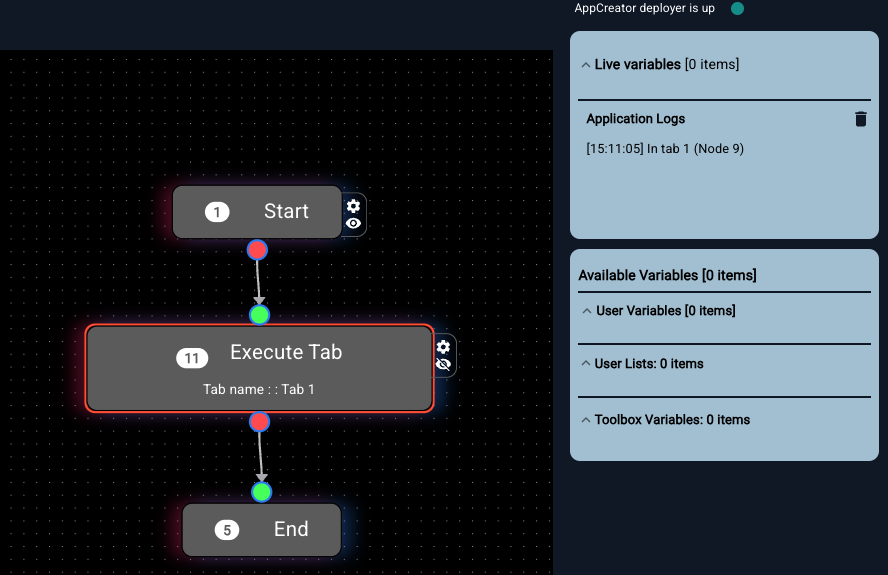 AppCreator deployer is up
Live variables [0 items]
Application Logs
[15:11:05] In tab 1 (Node 9)
Available Variables [0 items]
User Variables [0 items]
User Lists: 0 items
Toolbox Variables: 0 items
1 Start
11 Execute Tab
Tab name : : Tab 1
5 End